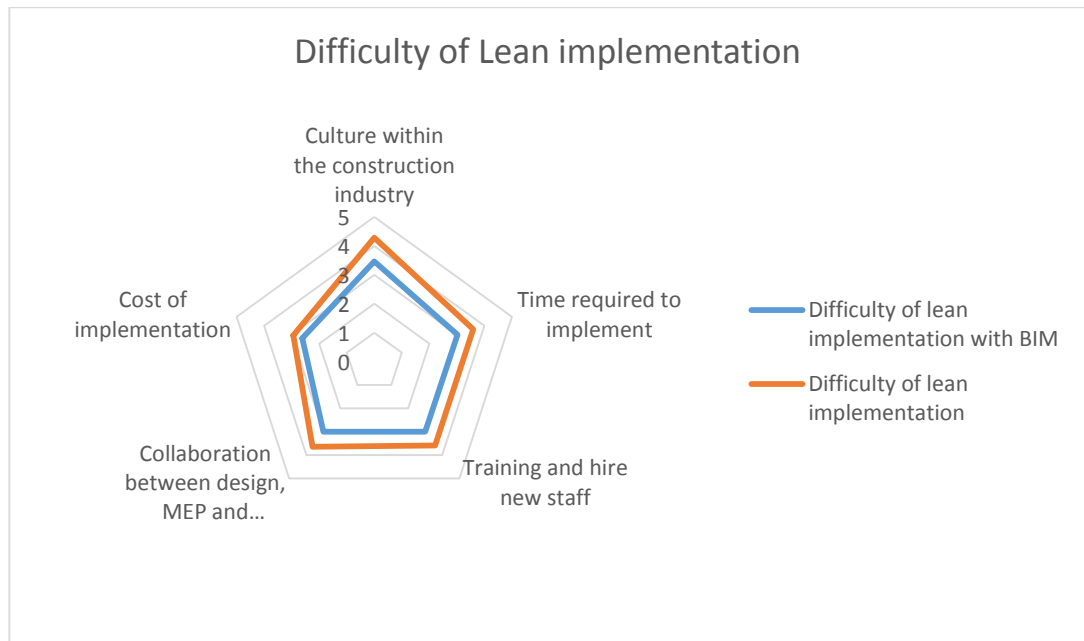 Difficulty of Lean implementation
Culture within
the construction
industry
5
4
3
2
1
0
Time required to
implement
Training and hire
new staff
Collaboration
between design,
MEP and…
Cost of
implementation
Difficulty of lean
implementation with BIM
Difficulty of lean
implementation